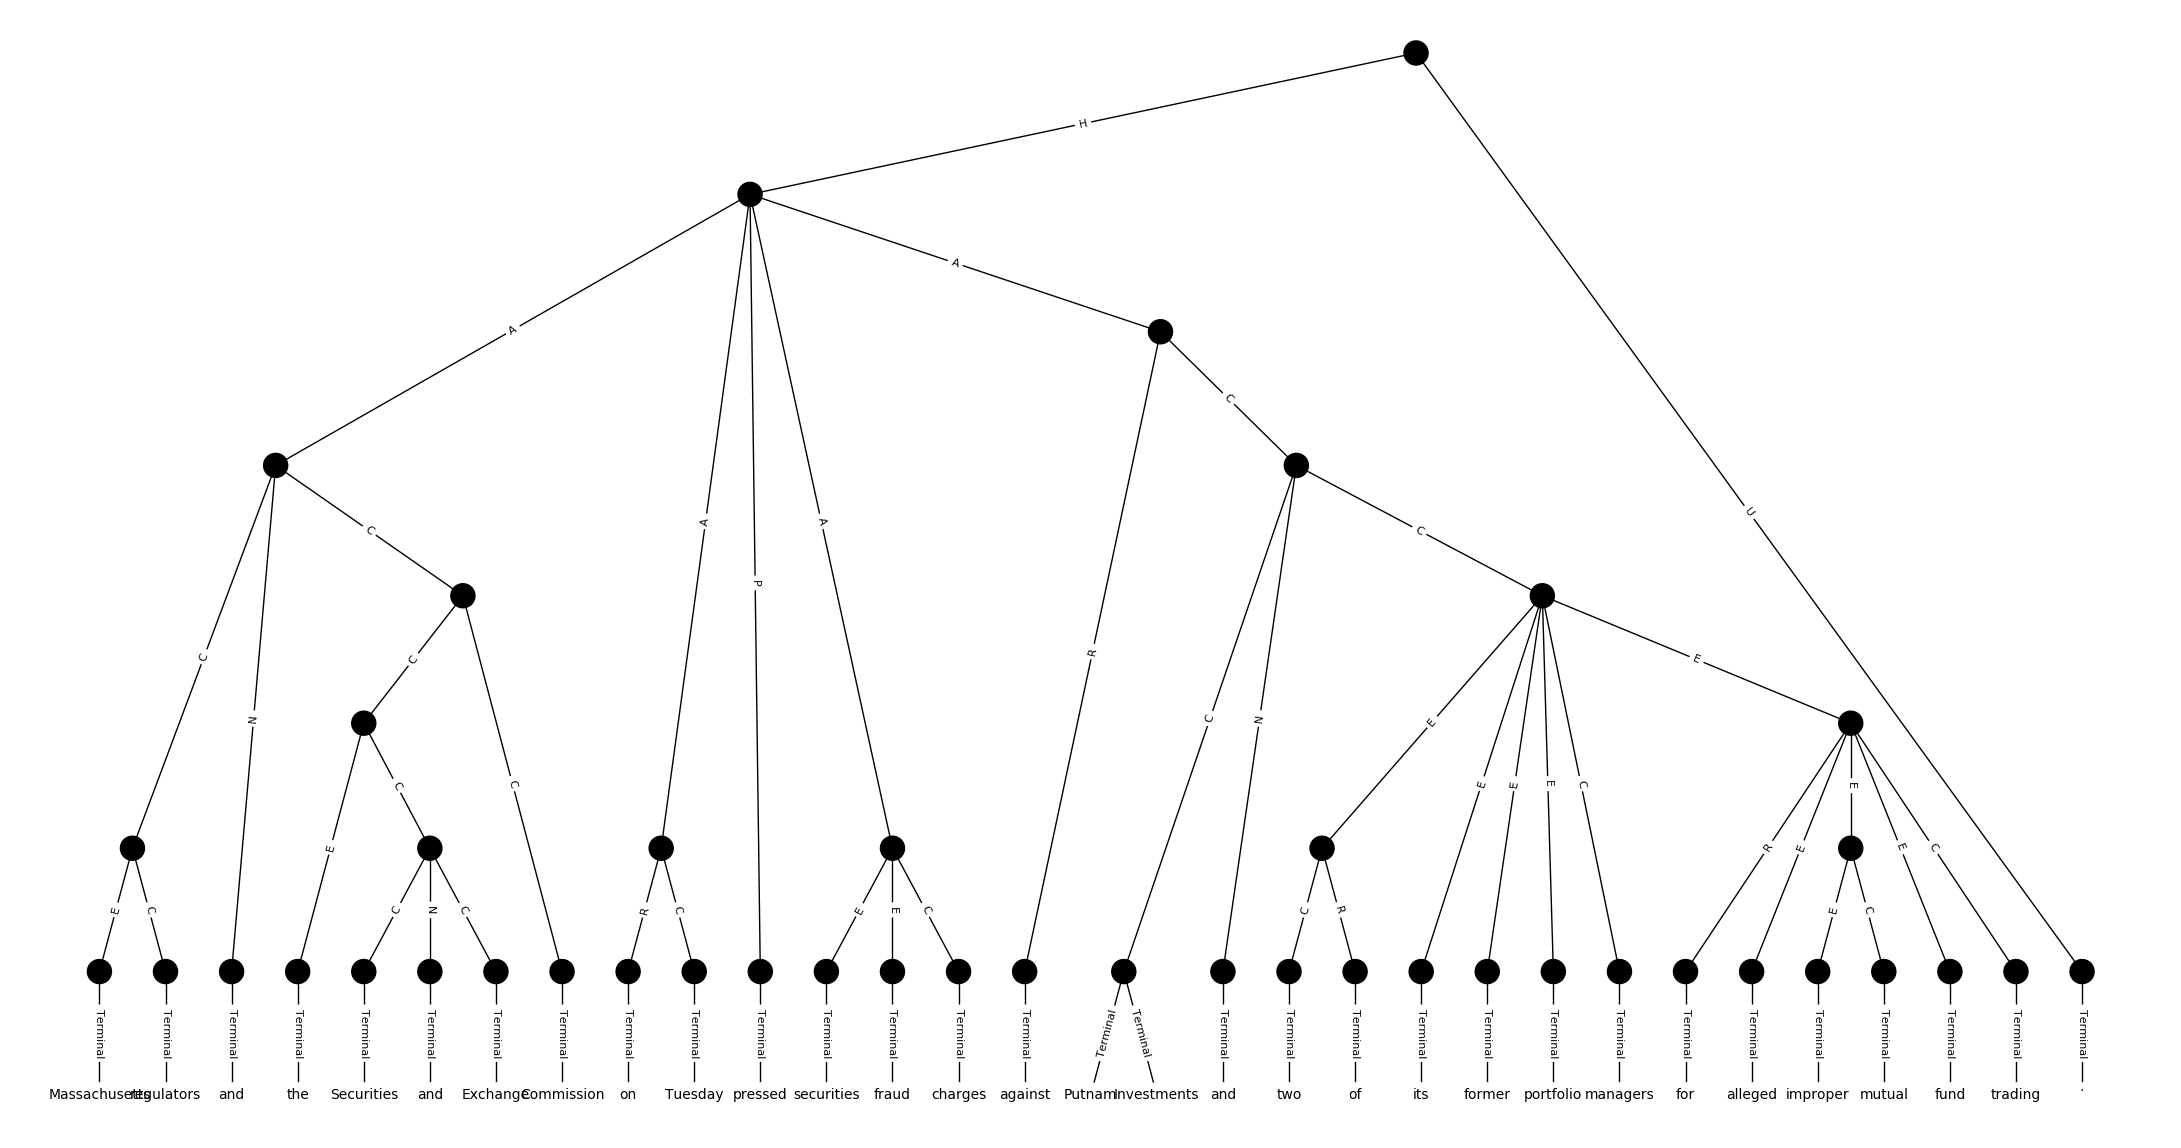 H
A
A
C
A
P
A
C
C
C
N
R
C
N
E
E
E
E
C
E
C
C
C
E
R
E
E
E
C
E
C
C
N
C
R
C
E
E
C
C
R
E
C
U
Terminal Terminal Terminal Terminal Terminal Terminal Terminal Terminal Terminal Terminal Terminal Terminal Terminal Terminal Terminal Terminal Terminal Terminal Terminal Terminal Terminal Terminal Terminal Terminal Terminal Terminal Terminal Terminal Terminal Terminal Terminal
Massachusetts regulators and the Securities and Exchange Commission on Tuesday pressed securities fraud charges against Putnam Investments and two of its former portfolio managers for alleged improper mutual fund trading .